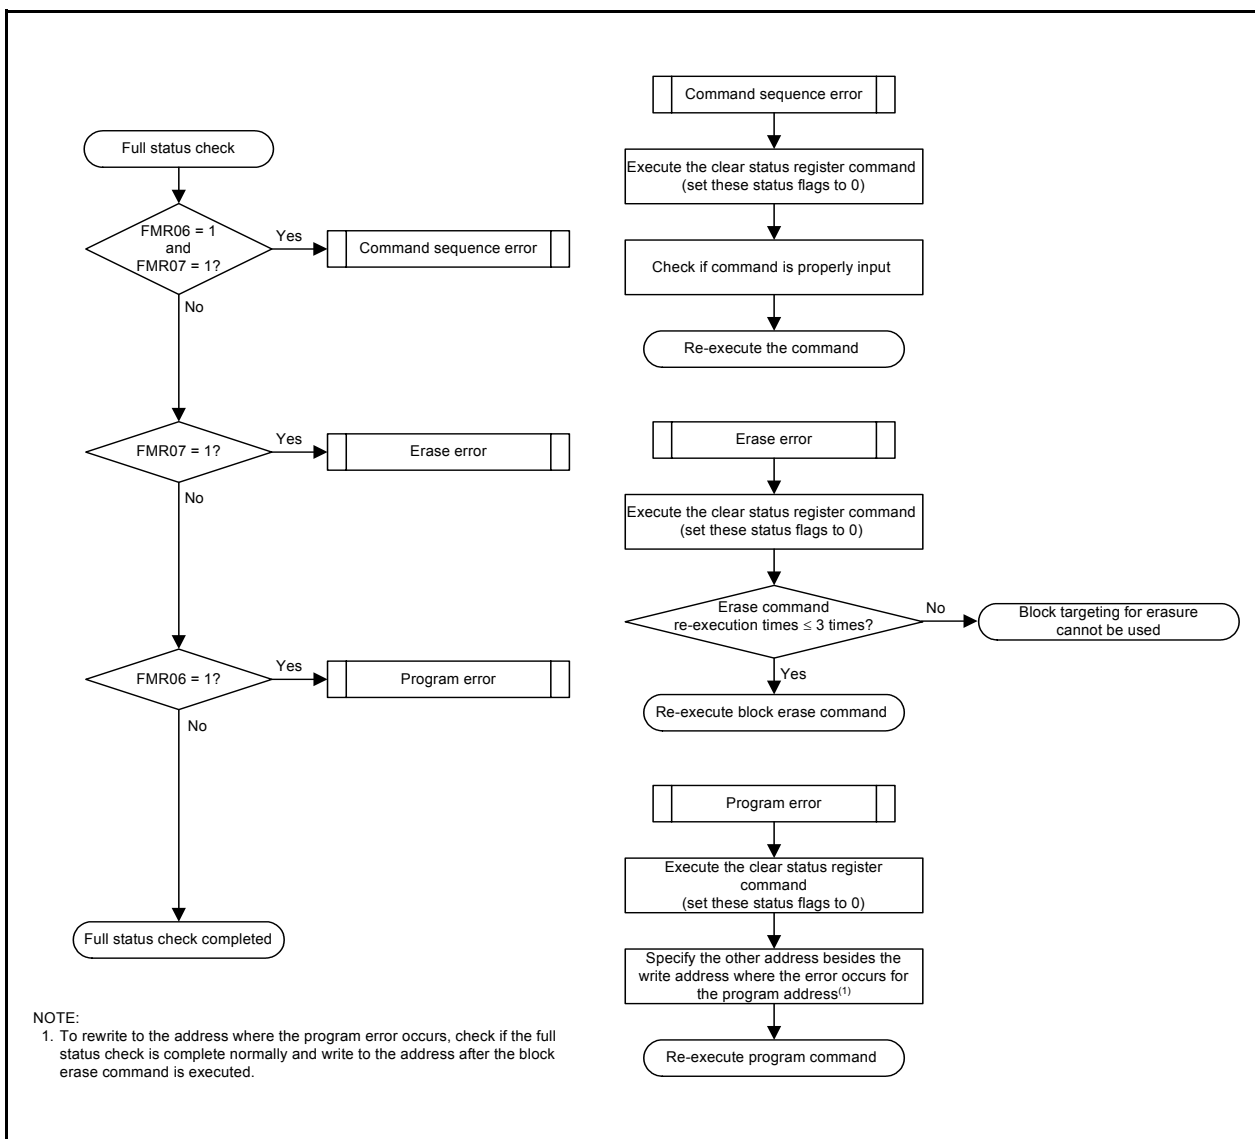 Full status check
FMR06 = 1
and
FMR07 = 1?
Yes
Command sequence error
No
FMR07 = 1?
Yes
Erase error
No
FMR06 = 1?
Yes
Program error
No
Full status check completed
Command sequence error
Execute the clear status register command
(set these status flags to 0)
Check if command is properly input
Re-execute the command
Erase error
Execute the clear status register command
(set these status flags to 0)
Erase command
re-execution times ≤ 3 times?
No
Block targeting for erasure
cannot be used
Yes
Re-execute block erase command
Program error
Execute the clear status register
command
(set these status flags to 0)
Specify the other address besides the
write address where the error occurs for
the program address(1)
Re-execute program command
NOTE:
1. To rewrite to the address where the program error occurs, check if the full
status check is complete normally and write to the address after the block
erase command is executed.